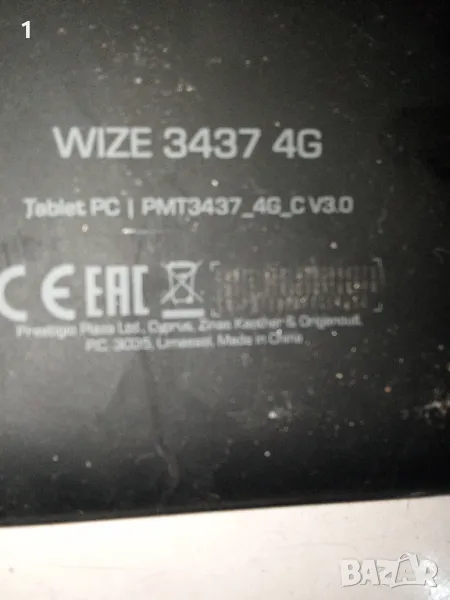 1
WIZE 3437 4G
Tablet PC | PMT3437_4G_C V3.0
CE EAC
Prestigio Plaza Ltd., Cyprus, Zinas Kanther & Origenous,
P.C. 3035, Limassol, Made in China
BAZAR